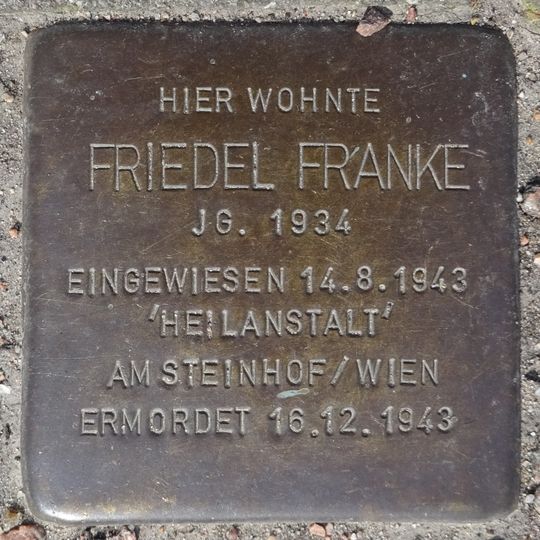 HIER WOHNTE
FRIEDEL FRANKE
JG. 1934
EINGEWIESEN 14.8.1943
'HEILANSTALT'
AM STEINHOF / WIEN
ERMORDET 16.12.1943